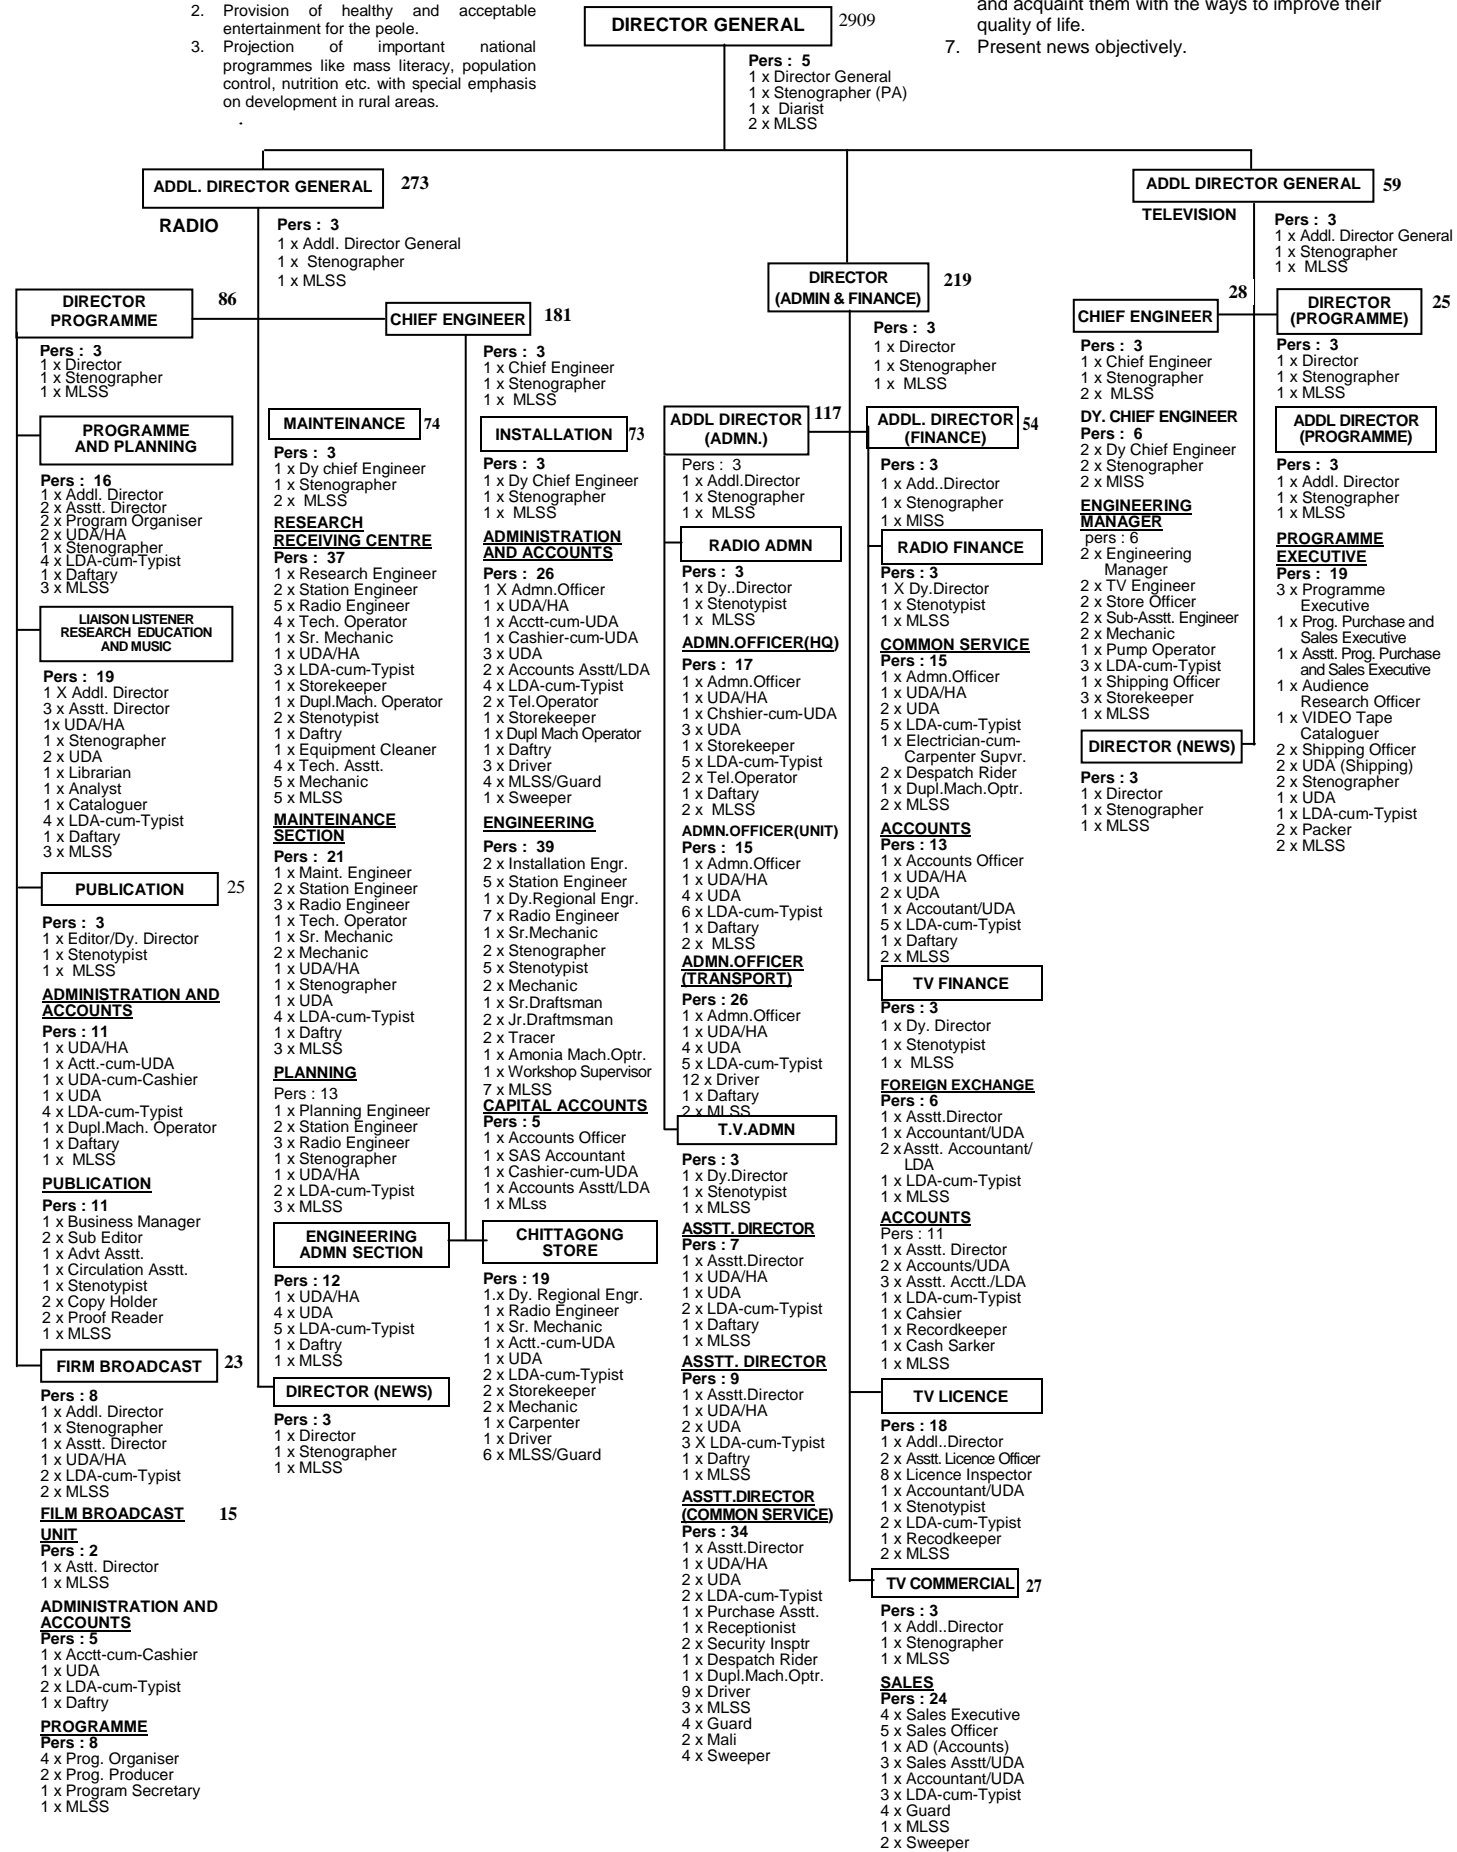 2. Provision of healthy and acceptable
entertainment for the peole.
3. Projection of important national
programmes like mass literacy, population
control, nutrition etc. with special emphasis
on development in rural areas.
.
DIRECTOR GENERAL 2909
Pers : 5
1 x Director General
1 x Stenographer (PA)
1 x Diarist
2 x MLSS
and acquaint them with the ways to improve their
quality of life.
7. Present news objectively.
ADDL. DIRECTOR GENERAL 273
RADIO
Pers : 3
1 x Addl. Director General
1 x Stenographer
1 x MLSS
DIRECTOR
PROGRAMME 86
Pers : 3
1 x Director
1 x Stenographer
1 x MLSS
PROGRAMME
AND PLANNING
Pers : 16
1 x Addl. Director
2 x Asstt. Director
2 x Program Organiser
2 x UDA/HA
1 x Stenographer
4 x LDA-cum-Typist
1 x Daftary
3 x MLSS
LIAISON LISTENER
RESEARCH EDUCATION
AND MUSIC
Pers : 19
1 X Addl. Director
3 x Asstt. Director
1x UDA/HA
1 x Stenographer
2 x UDA
1 x Librarian
1 x Analyst
1 x Cataloguer
4 x LDA-cum-Typist
1 x Daftary
3 x MLSS
PUBLICATION 25
Pers : 3
1 x Editor/Dy. Director
1 x Stenotypist
1 x MLSS
ADMINISTRATION AND
ACCOUNTS
Pers : 11
1 x UDA/HA
1 x Actt.-cum-UDA
1 x UDA-cum-Cashier
1 x UDA
4 x LDA-cum-Typist
1 x Dupl.Mach. Operator
1 x Daftary
1 x MLSS
PUBLICATION
Pers : 11
1 x Business Manager
2 x Sub Editor
1 x Advt Asstt.
1 x Circulation Asstt.
1 x Stenotypist
2 x Copy Holder
2 x Proof Reader
1 x MLSS
FIRM BROADCAST 23
Pers : 8
1 x Addl. Director
1 x Stenographer
1 x Asstt. Director
1 x UDA/HA
2 x LDA-cum-Typist
2 x MLSS
FILM BROADCAST 15
UNIT
Pers : 2
1 x Astt. Director
1 x MLSS
ADMINISTRATION AND
ACCOUNTS
Pers : 5
1 x Acctt-cum-Cashier
1 x UDA
2 x LDA-cum-Typist
1 x Daftry
PROGRAMME
Pers : 8
4 x Prog. Organiser
2 x Prog. Producer
1 x Program Secretary
1 x MLSS
CHIEF ENGINEER 181
Pers : 3
1 x Chief Engineer
1 x Stenographer
1 x MLSS
MAINTEINANCE 74
Pers : 3
1 x Dy chief Engineer
1 x Stenographer
2 x MLSS
RESEARCH
RECEIVING CENTRE
Pers : 37
1 x Research Engineer
2 x Station Engineer
5 x Radio Engineer
4 x Tech. Operator
1 x Sr. Mechanic
1 x UDA/HA
3 x LDA-cum-Typist
1 x Storekeeper
1 x Dupl.Mach. Operator
2 x Stenotypist
1 x Daftry
1 x Equipment Cleaner
4 x Tech. Asstt.
5 x Mechanic
5 x MLSS
MAINTEINANCE
SECTION
Pers : 21
1 x Maint. Engineer
2 x Station Engineer
3 x Radio Engineer
1 x Tech. Operator
1 x Sr. Mechanic
2 x Mechanic
1 x UDA/HA
1 x Stenographer
1 x UDA
4 x LDA-cum-Typist
1 x Daftry
3 x MLSS
PLANNING
Pers : 13
1 x Planning Engineer
2 x Station Engineer
3 x Radio Engineer
1 x Stenographer
1 x UDA/HA
2 x LDA-cum-Typist
3 x MLSS
ENGINEERING
ADMN SECTION
Pers : 12
1 x UDA/HA
4 x UDA
5 x LDA-cum-Typist
1 x Daftry
1 x MLSS
DIRECTOR (NEWS)
Pers : 3
1 x Director
1 x Stenographer
1 x MLSS
INSTALLATION 73
Pers : 3
1 x Dy Chief Engineer
1 x Stenographer
1 x MLSS
ADMINISTRATION
AND ACCOUNTS
Pers : 26
1 X Admn.Officer
1 x UDA/HA
1 x Acctt-cum-UDA
1 x Cashier-cum-UDA
3 x UDA
2 x Accounts Asstt/LDA
4 x LDA-cum-Typist
2 x Tel.Operator
1 x Storekeeper
1 x Dupl Mach Operator
1 x Daftry
3 x Driver
4 x MLSS/Guard
1 x Sweeper
ENGINEERING
Pers : 39
2 x Installation Engr.
5 x Station Engineer
1 x Dy.Regional Engr.
7 x Radio Engineer
1 x Sr.Mechanic
2 x Stenographer
5 x Stenotypist
2 x Mechanic
1 x Sr.Draftsman
2 x Jr.Draftmsman
2 x Tracer
1 x Amonia Mach.Optr.
1 x Workshop Supervisor
7 x MLSS
CAPITAL ACCOUNTS
Pers : 5
1 x Accounts Officer
1 x SAS Accountant
1 x Cashier-cum-UDA
1 x Accounts Asstt/LDA
1 x MLss
CHITTAGONG
STORE
Pers : 19
1.x Dy. Regional Engr.
1 x Radio Engineer
1 x Sr. Mechanic
1 x Actt.-cum-UDA
1 x UDA
2 x LDA-cum-Typist
2 x Storekeeper
2 x Mechanic
1 x Carpenter
1 x Driver
6 x MLSS/Guard
DIRECTOR
(ADMIN & FINANCE) 219
Pers : 3
1 x Director
1 x Stenographer
1 x MLSS
ADDL DIRECTOR
(ADMN.) 117
Pers : 3
1 x Addl.Director
1 x Stenographer
1 x MLSS
RADIO ADMN
Pers : 3
1 x Dy..Director
1 x Stenotypist
1 x MLSS
ADMN.OFFICER(HQ)
Pers : 17
1 x Admn.Officer
1 x UDA/HA
1 x Chshier-cum-UDA
3 x UDA
1 x Storekeeper
5 x LDA-cum-Typist
2 x Tel.Operator
1 x Daftary
2 x MLSS
ADMN.OFFICER(UNIT)
Pers : 15
1 x Admn.Officer
1 x UDA/HA
4 x UDA
6 x LDA-cum-Typist
1 x Daftary
2 x MLSS
ADMN.OFFICER
(TRANSPORT)
Pers : 26
1 x Admn.Officer
1 x UDA/HA
4 x UDA
5 x LDA-cum-Typist
12 x Driver
1 x Daftary
2 x MLSS
T.V.ADMN
Pers : 3
1 x Dy.Director
1 x Stenotypist
1 x MLSS
ASSTT. DIRECTOR
Pers : 7
1 x Asstt.Director
1 x UDA/HA
1 x UDA
2 x LDA-cum-Typist
1 x Daftary
1 x MLSS
ASSTT. DIRECTOR
Pers : 9
1 x Asstt.Director
1 x UDA/HA
2 x UDA
3 X LDA-cum-Typist
1 x Daftry
1 x MLSS
ASSTT.DIRECTOR
(COMMON SERVICE)
Pers : 34
1 x Asstt.Director
1 x UDA/HA
2 x UDA
2 x LDA-cum-Typist
1 x Purchase Asstt.
1 x Receptionist
2 x Security Insptr
1 x Despatch Rider
1 x Dupl.Mach.Optr.
9 x Driver
3 x MLSS
4 x Guard
2 x Mali
4 x Sweeper
ADDL. DIRECTOR
(FINANCE) 54
Pers : 3
1 x Add..Director
1 x Stenographer
1 x MISS
RADIO FINANCE
Pers : 3
1 X Dy.Director
1 x Stenotypist
1 x MLSS
COMMON SERVICE
Pers : 15
1 x Admn.Officer
1 x UDA/HA
2 x UDA
5 x LDA-cum-Typist
1 x Electrician-cum-
Carpenter Supvr.
2 x Despatch Rider
1 x Dupl.Mach.Optr.
2 x MLSS
ACCOUNTS
Pers : 13
1 x Accounts Officer
1 x UDA/HA
2 x UDA
1 x Accoutant/UDA
5 x LDA-cum-Typist
1 x Daftary
2 x MLSS
TV FINANCE
Pers : 3
1 x Dy. Director
1 x Stenotypist
1 x MLSS
FOREIGN EXCHANGE
Pers : 6
1 x Asstt.Director
1 x Accountant/UDA
2 x Asstt. Accountant/
LDA
1 x LDA-cum-Typist
1 x MLSS
ACCOUNTS
Pers : 11
1 x Asstt. Director
2 x Accounts/UDA
3 x Asstt. Acctt./LDA
1 x LDA-cum-Typist
1 x Cahsier
1 x Recordkeeper
1 x Cash Sarker
1 x MLSS
TV LICENCE
Pers : 18
1 x Addl..Director
2 x Asstt. Licence Officer
8 x Licence Inspector
1 x Accountant/UDA
1 x Stenotypist
2 x LDA-cum-Typist
1 x Recodkeeper
2 x MLSS
TV COMMERCIAL 27
Pers : 3
1 x Addl..Director
1 x Stenographer
1 x MLSS
SALES
Pers : 24
4 x Sales Executive
5 x Sales Officer
1 x AD (Accounts)
3 x Sales Asstt/UDA
1 x Accountant/UDA
3 x LDA-cum-Typist
4 x Guard
1 x MLSS
2 x Sweeper
ADDL DIRECTOR GENERAL 59
TELEVISION
Pers : 3
1 x Addl. Director General
1 x Stenographer
1 x MLSS
CHIEF ENGINEER 28
Pers : 3
1 x Chief Engineer
1 x Stenographer
2 x MLSS
DY. CHIEF ENGINEER
Pers : 6
2 x Dy Chief Engineer
2 x Stenographer
2 x MISS
ENGINEERING
MANAGER
pers : 6
2 x Engineering
Manager
2 x TV Engineer
2 x Store Officer
2 x Sub-Asstt. Engineer
2 x Mechanic
1 x Pump Operator
3 x LDA-cum-Typist
1 x Shipping Officer
3 x Storekeeper
1 x MLSS
DIRECTOR (NEWS)
Pers : 3
1 x Director
1 x Stenographer
1 x MLSS
DIRECTOR
(PROGRAMME) 25
Pers : 3
1 x Director
1 x Stenographer
1 x MLSS
ADDL DIRECTOR
(PROGRAMME)
Pers : 3
1 x Addl. Director
1 x Stenographer
1 x MLSS
PROGRAMME
EXECUTIVE
Pers : 19
3 x Programme
Executive
1 x Prog. Purchase and
Sales Executive
1 x Asstt. Prog. Purchase
and Sales Executive
1 x Audience
Research Officer
1 x VIDEO Tape
Cataloguer
2 x Shipping Officer
2 x UDA (Shipping)
2 x Stenographer
1 x UDA
1 x LDA-cum-Typist
2 x Packer
2 x MLSS